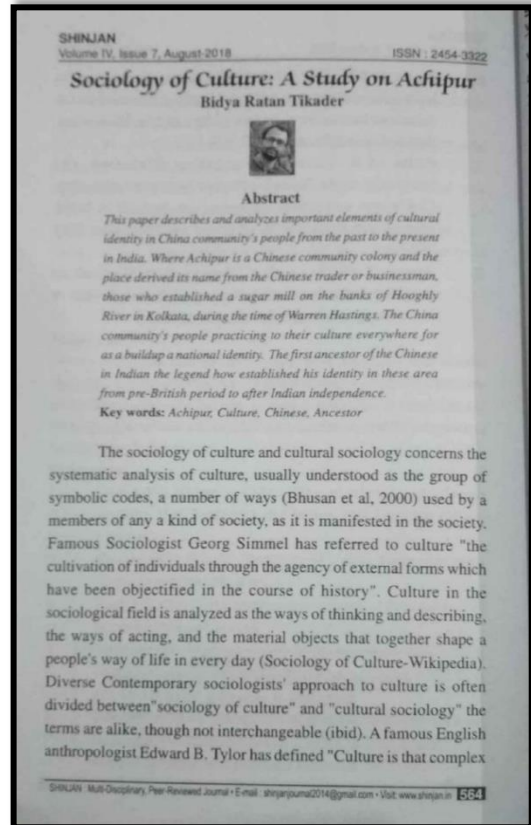 SHINJAN
Volume IV, Issue 7, August-2018 ISSN : 2454-3322
Sociology of Culture: A Study on Achipur
Bidya Ratan Tikader
Abstract
This paper describes and analyzes important elements of cultural
identity in China community's people from the past to the present
in India. Where Achipur is a Chinese community colony and the
place derived its name from the Chinese trader or businessman,
those who established a sugar mill on the banks of Hooghly
River in Kolkata, during the time of Warren Hastings. The China
community's people practicing to their culture everywhere for
as a buildup a national identity. The first ancestor of the Chinese
in Indian the legend how established his identity in these area
from pre-British period to after Indian independence.
Key words: Achipur, Culture, Chinese, Ancestor
The sociology of culture and cultural sociology concerns the
systematic analysis of culture, usually understood as the group of
symbolic codes, a number of ways (Bhusan et al, 2000) used by a
members of any a kind of society, as it is manifested in the society.
Famous Sociologist Georg Simmel has referred to culture "the
cultivation of individuals through the agency of external forms which
have been objectified in the course of history". Culture in the
sociological field is analyzed as the ways of thinking and describing,
the ways of acting, and the material objects that together shape a
people's way of life in every day (Sociology of Culture-Wikipedia).
Diverse Contemporary sociologists' approach to culture is often
divided between"sociology of culture" and "cultural sociology" the
terms are alike, though not interchangeable (ibid). A famous English
anthropologist Edward B. Tylor has defined "Culture is that complex
SHINJAN : Multi-Disciplinary, Peer-Reviewed Journal • E-mail : shinjanjournal2014@gmail.com • Visit: www.shinjan.in 564